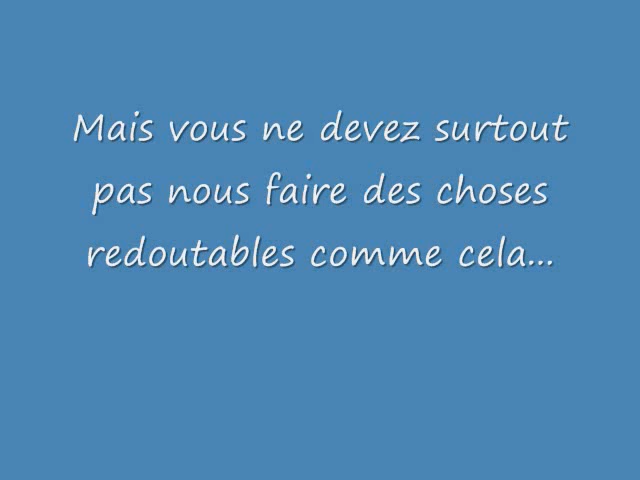 Mais vous ne devez surtout
pas nous faire des choses
redoutables comme cela...